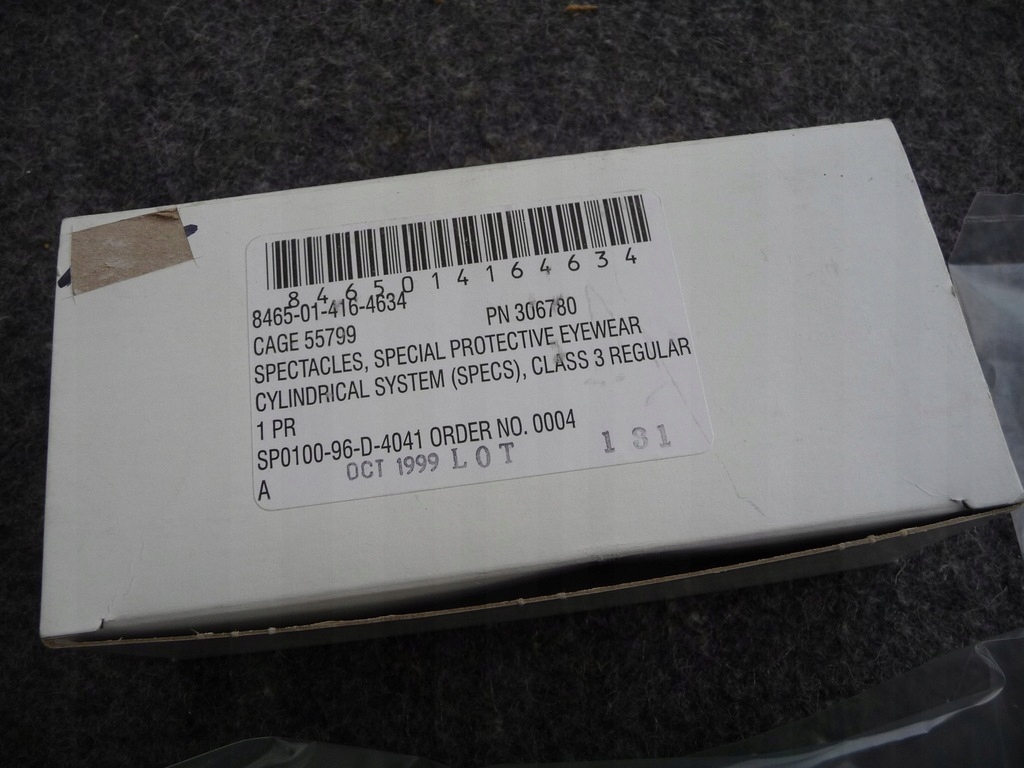 8465014164634
8465-01-416-4634 PN 306780
CAGE 55799
SPECTACLES, SPECIAL PROTECTIVE EYEWEAR
CYLINDRICAL SYSTEM (SPECS), CLASS 3 REGULAR
1 PR
SP0100-96-D-4041 ORDER NO. 0004
OCT 1999 LOT 131
A